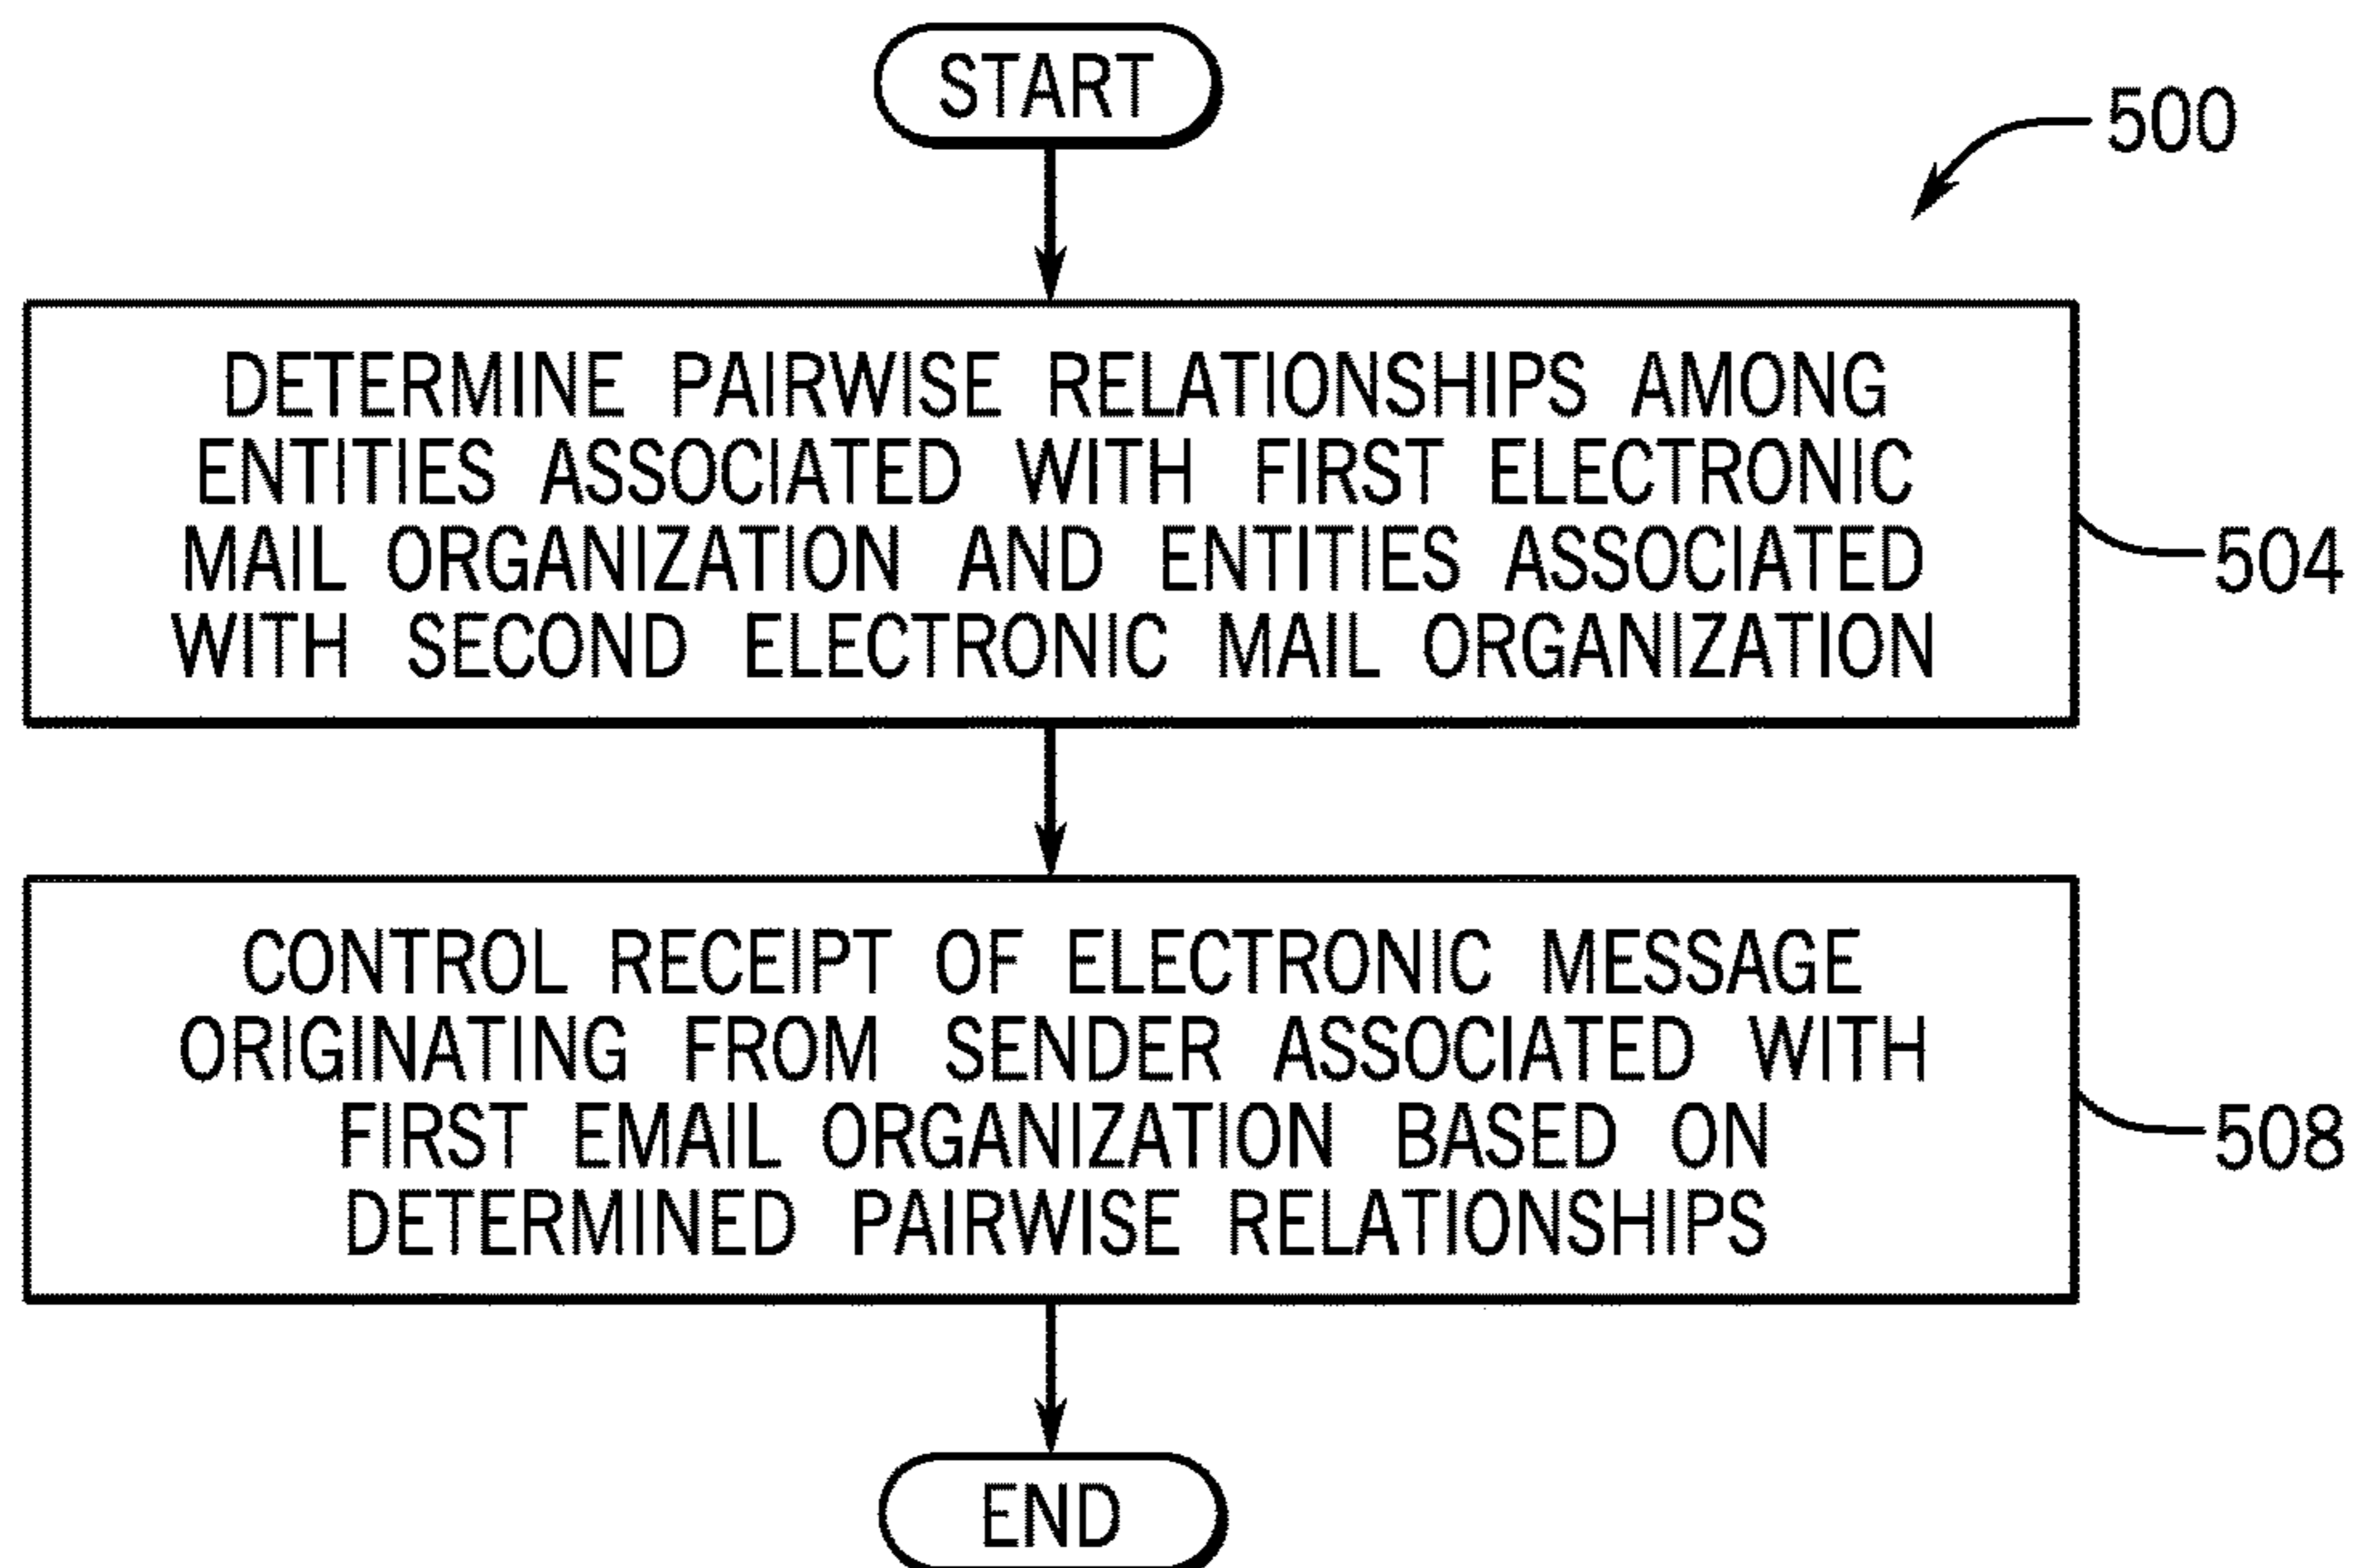 START
500
DETERMINE PAIRWISE RELATIONSHIPS AMONG
ENTITIES ASSOCIATED WITH FIRST ELECTRONIC
MAIL ORGANIZATION AND ENTITIES ASSOCIATED
WITH SECOND ELECTRONIC MAIL ORGANIZATION
504
CONTROL RECEIPT OF ELECTRONIC MESSAGE
ORIGINATING FROM SENDER ASSOCIATED WITH
FIRST EMAIL ORGANIZATION BASED ON
DETERMINED PAIRWISE RELATIONSHIPS
508
END